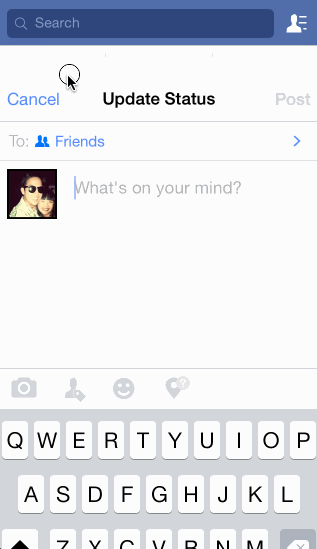 Search
Cancel Update Status Post
To: Friends
What's on your mind?
?
Q W E R T Y U I O P
A S D F G H J K L
Z X C V B N M